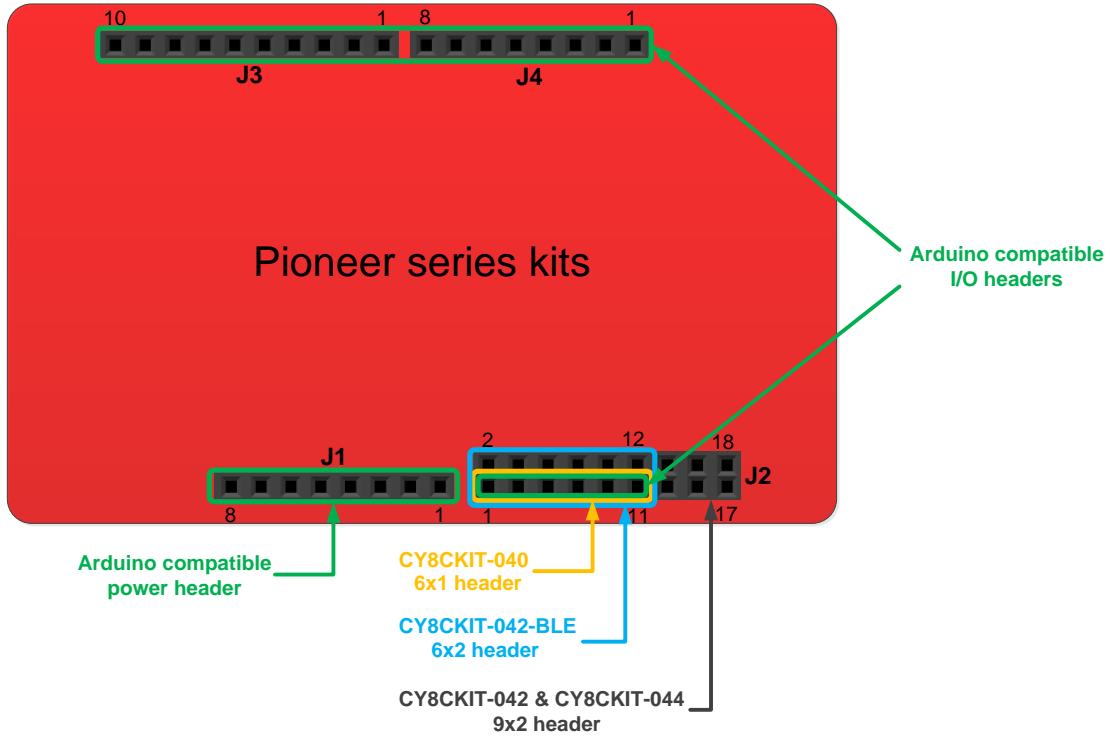 10 1 8 1
J3 J4
Pioneer series kits
Arduino compatible
I/O headers
2 12 18
J1 J2
8 1 1 11 17
Arduino compatible
power header
CY8CKIT-040
6x1 header
CY8CKIT-042-BLE
6x2 header
CY8CKIT-042 & CY8CKIT-044
9x2 header